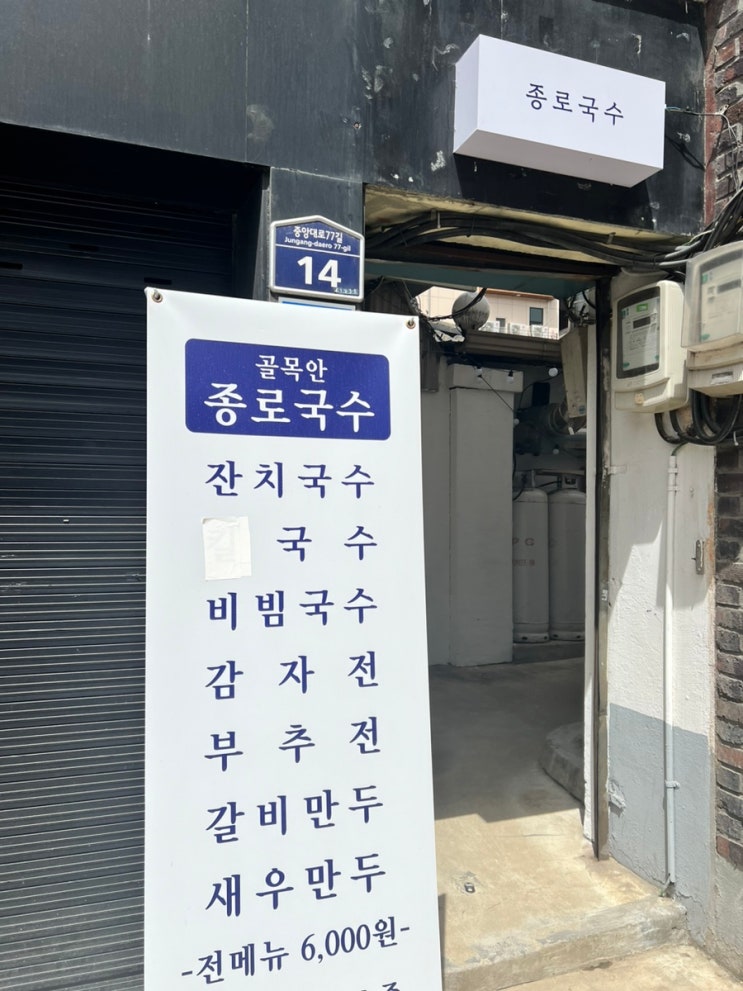 종로국수
중앙대로77길
Jungang-daero 77-gil
14
골목안
종로국수
잔치국수
국수
비빔국수
감자전
부추전
갈비만두
새우만두
-전메뉴 6,000원-